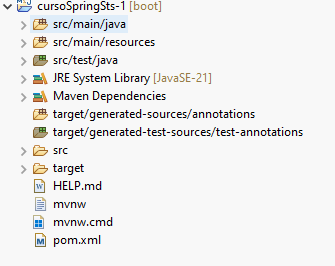 cursoSpringSts-1 [boot]
src/main/java
src/main/resources
src/test/java
JRE System Library [JavaSE-21]
Maven Dependencies
target/generated-sources/annotations
target/generated-test-sources/test-annotations
src
target
HELP.md
mvnw
mvnw.cmd
pom.xml